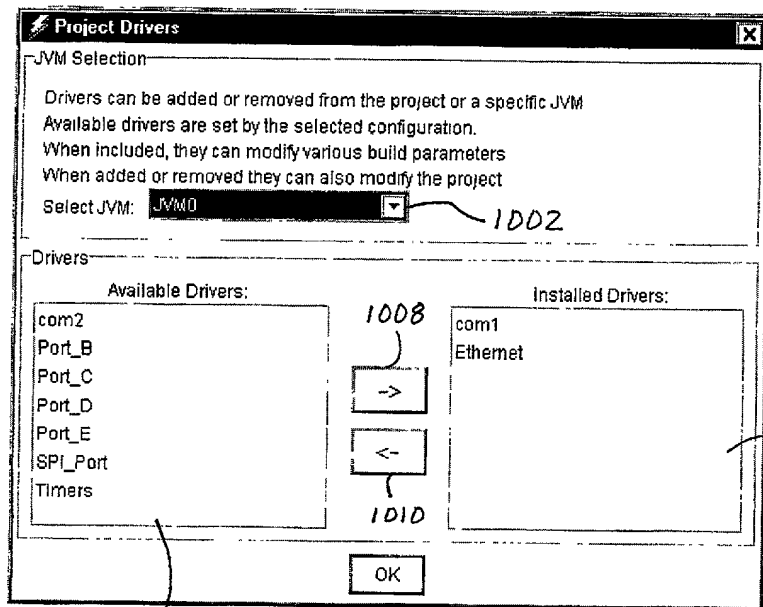 Project Drivers
JVM Selection
Drivers can be added or removed from the project or a specific JVM
Available drivers are set by the selected configuration.
When included, they can modify various build parameters
When added or removed they can also modify the project
Select JVM: JVM0
1002
Drivers
Available Drivers:
com2
Port_B
Port_C
Port_D
Port_E
SPI_Port
Timers
1008
->
<-
1010
Installed Drivers:
com1
Ethernet
OK